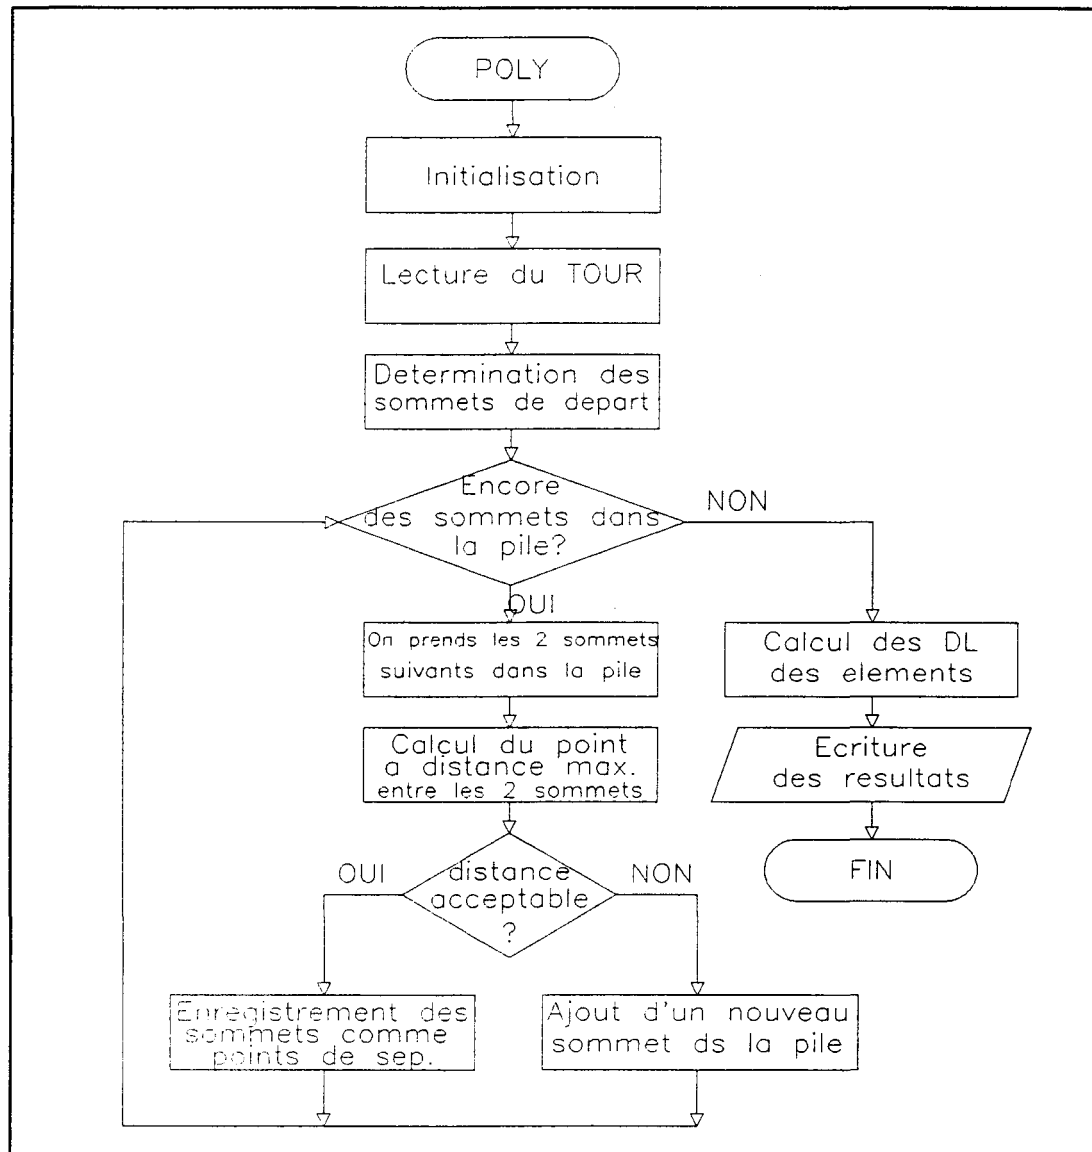 POLY
Initialisation
Lecture du TOUR
Determination des
sommets de depart
Encore
des sommets dans
la pile?
NON
OUI
On prends les 2 sommets
suivants dans la pile
Calcul des DL
des elements
Calcul du point
a distance max.
entre les 2 sommets
Ecriture
des resultats
FIN
OUI
distance
acceptable
?
NON
Enregistrement des
sommets comme
points de sep.
Ajout d'un nouveau
sommet ds la pile